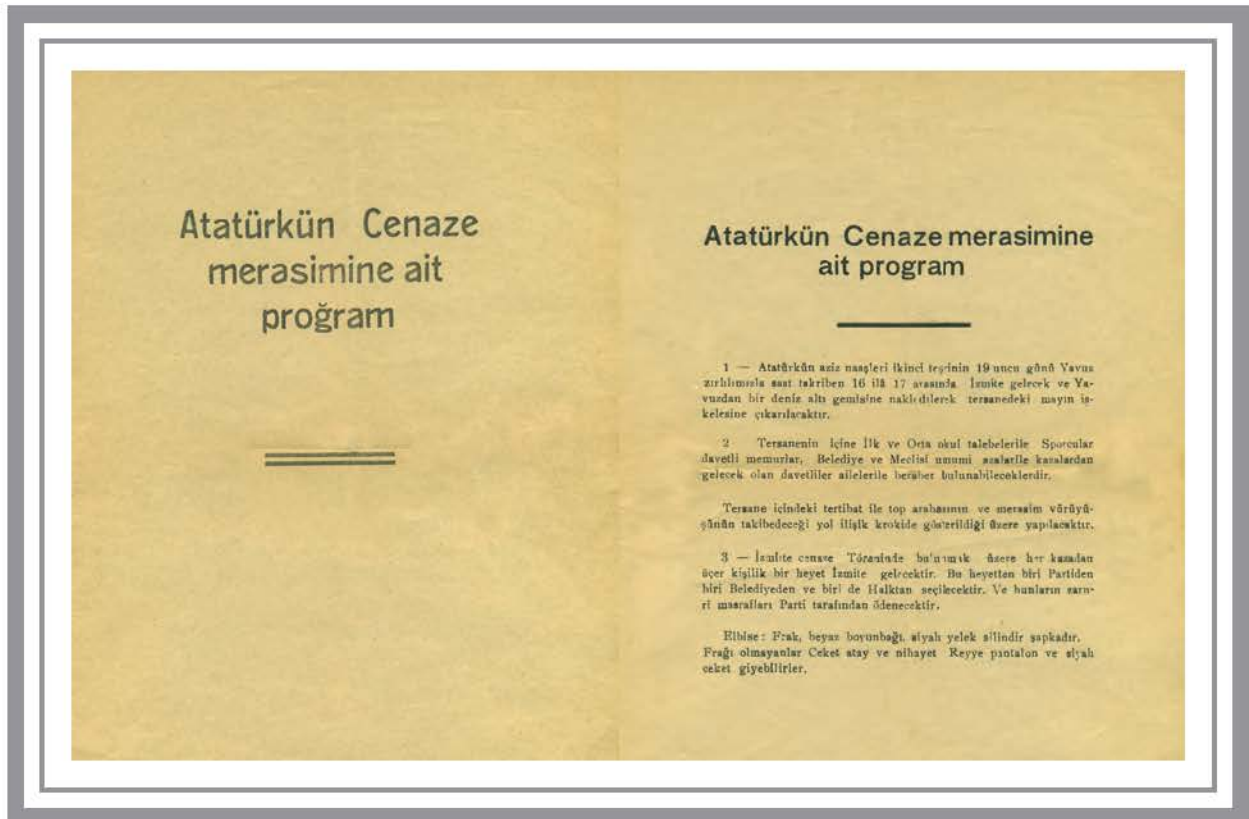 Atatürkün Cenaze
merasimine ait
proğram
Atatürkün Cenaze merasimine
ait program
1 — Atatürkün aziz naaşleri ikinci teşrinin 19 uncu günü Yavuz
zırhlımızla saat takriben 16 ilâ 17 arasında İzmite gelecek ve Ya-
vuzdan bir deniz altı gemisine nakledilerek tersanedeki mayın is-
kelesine çıkarılacaktır.
2 Tersanenin içine İlk ve Orta okul talebelerile Sporcular
davetli memurlar, Belediye ve Meclisi umumi azalarile kazalardan
gelecek olan davetliler ailelerile beraber bulunabileceklerdir.
Tersane içindeki tertibat ile top arabasının ve merasim yürüyü-
şünün takibedeceği yol ilişik krokide gösterildiği üzere yapılacaktır.
3 — İzmitte cenaze Töreninde bulunmak üzere her kazadan
üçer kişilik bir heyet İzmite gelecektir. Bu heyetten biri Partiden
biri Belediyeden ve biri de Halktan seçilecektir. Ve bunların zaru-
ri masrafları Parti tarafından ödenecektir.
Elbise : Frak, beyaz boyunbağı, siyah yelek silindir şapkadır.
Frağı olmayanlar Ceket atay ve nihayet Reyye pantalon ve siyah
ceket giyebilirler.